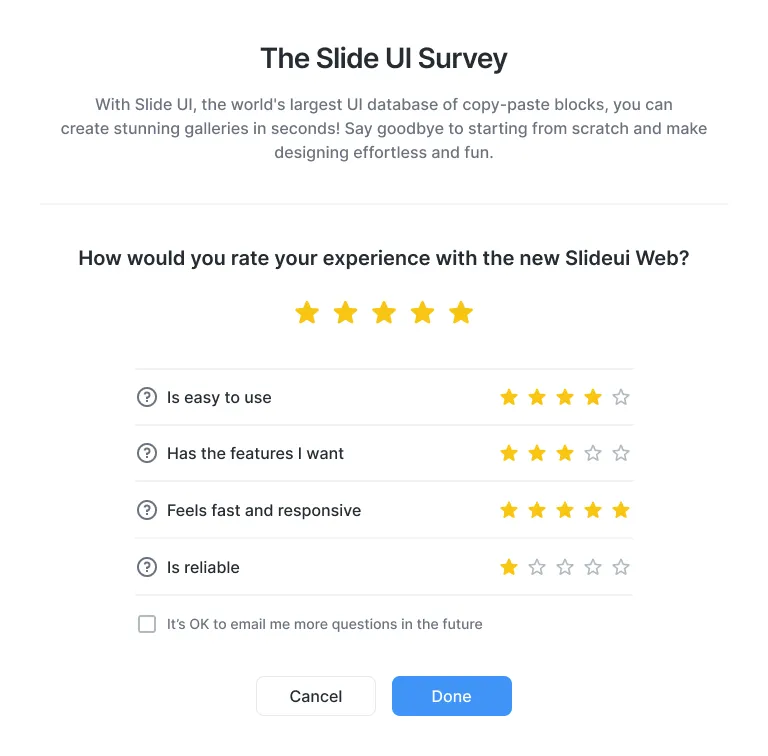 The Slide UI Survey
With Slide UI, the world's largest UI database of copy-paste blocks, you can
create stunning galleries in seconds! Say goodbye to starting from scratch and make
designing effortless and fun.
How would you rate your experience with the new Slideui Web?
Is easy to use
Has the features I want
Feels fast and responsive
Is reliable
It's OK to email me more questions in the future
Cancel
Done